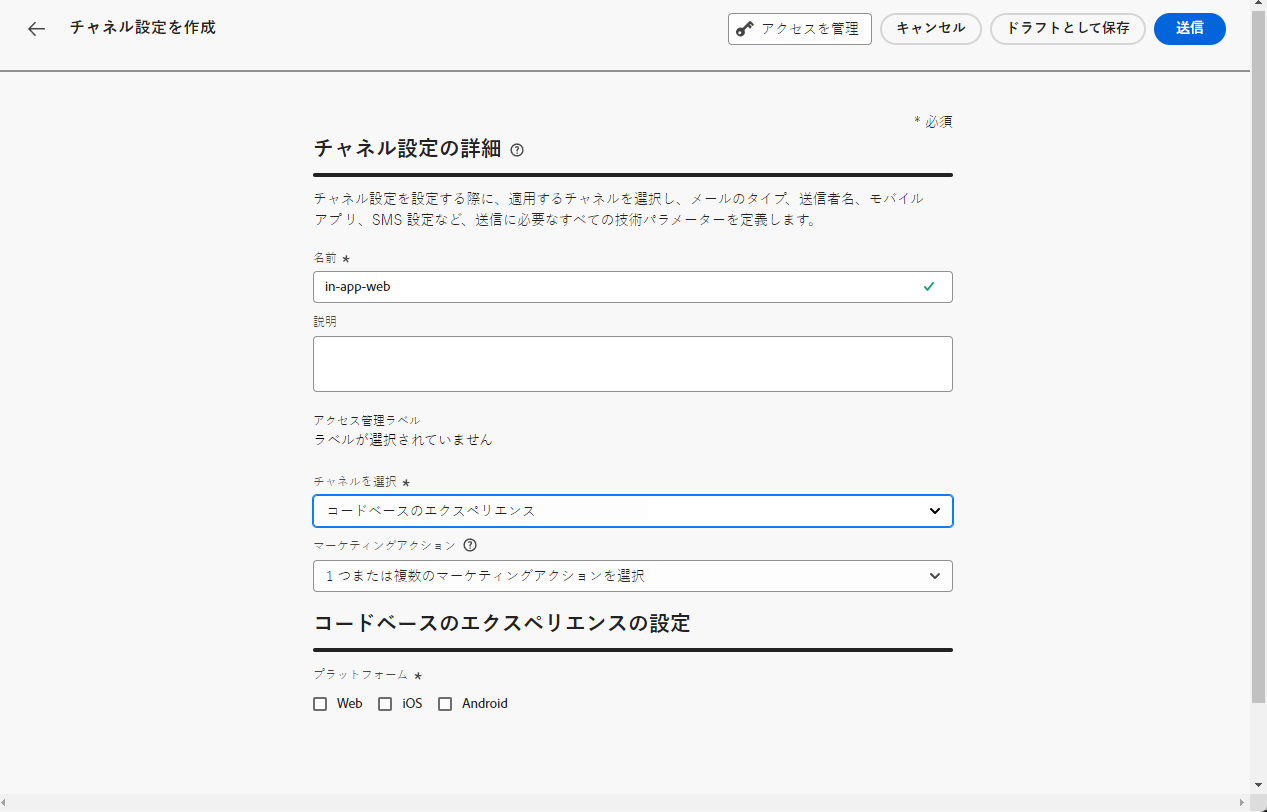 チャネル設定を作成
アクセスを管理
キャンセル
ドラフトとして保存
送信
* 必須
チャネル設定の詳細
チャネル設定を設定する際に、適用するチャネルを選択し、メールのタイプ、送信者名、モバイル
アプリ、SMS 設定など、送信に必要なすべての技術パラメーターを定義します。
名前 *
in-app-web
説明
アクセス管理ラベル
ラベルが選択されていません
チャネルを選択 *
コードベースのエクスペリエンス
マーケティングアクション
1 つまたは複数のマーケティングアクションを選択
コードベースのエクスペリエンスの設定
プラットフォーム *
Web iOS Android